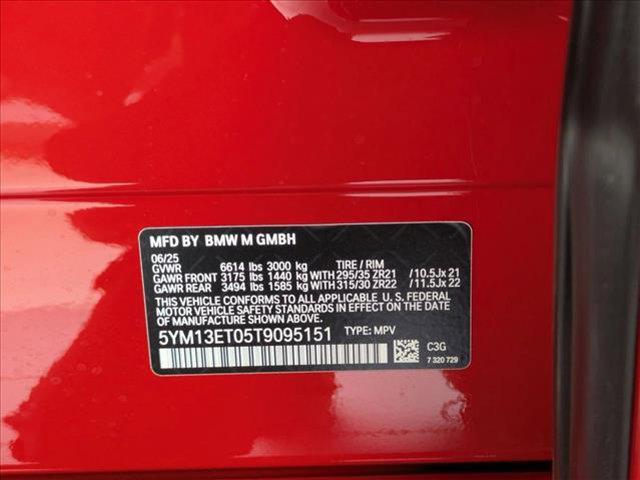 MFD BY BMW M GMBH
06/25
GVWR 6614 lbs 3000 kg TIRE / RIM
GAWR FRONT 3175 lbs 1440 kg WITH 295/35 ZR21 /10.5Jx 21
GAWR REAR 3494 lbs 1585 kg WITH 315/30 ZR22 /11.5Jx 22
THIS VEHICLE CONFORMS TO ALL APPLICABLE U. S. FEDERAL
MOTOR VEHICLE SAFETY STANDARDS IN EFFECT ON THE DATE
OF MANUFACTURE SHOWN ABOVE.
5YM13ET05T9095151 TYPE: MPV
C3G
7 320 729